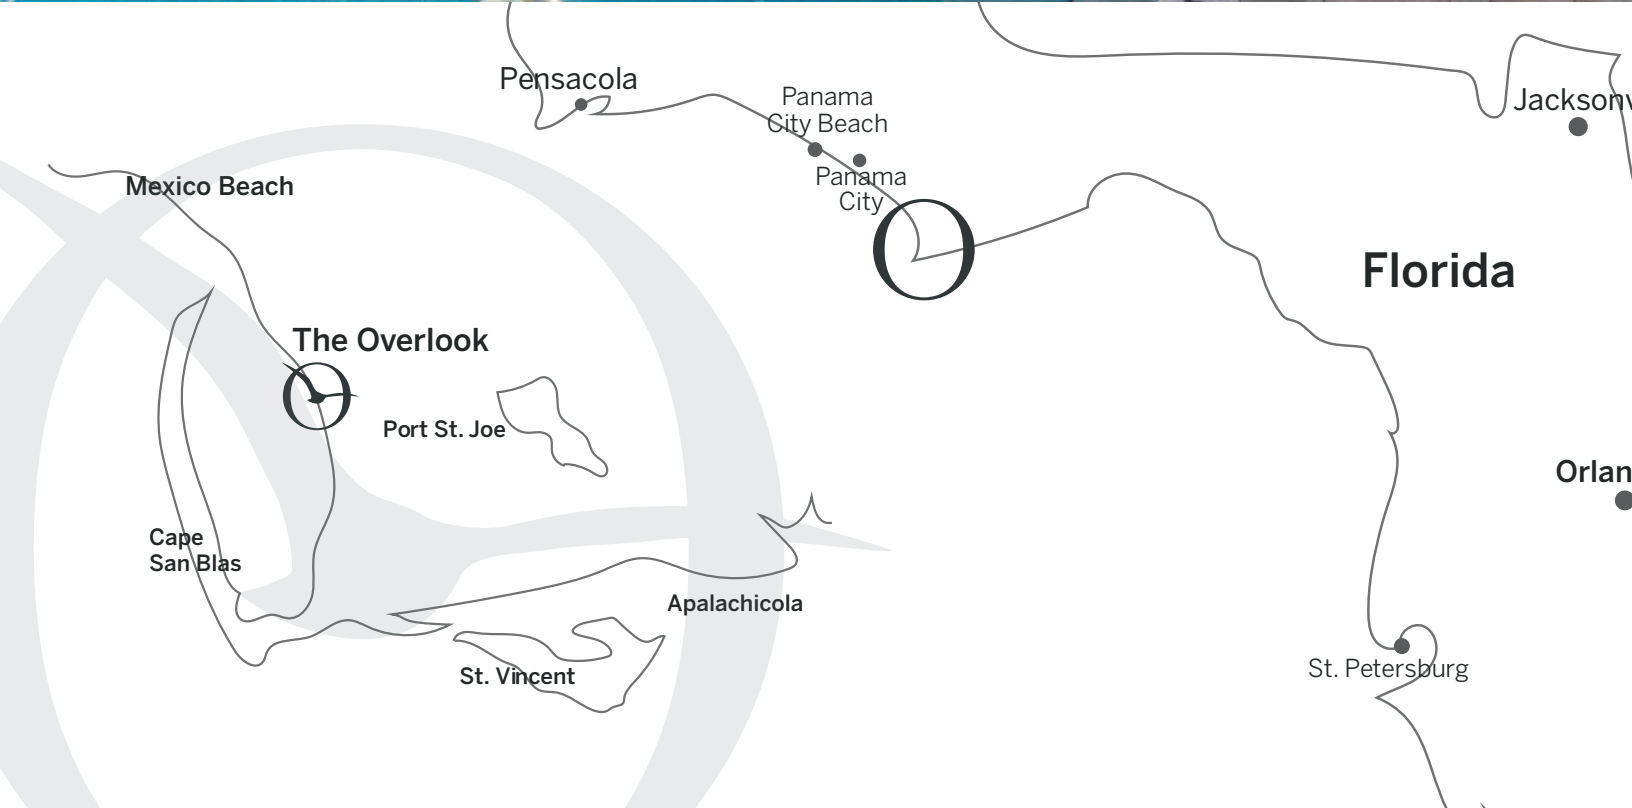 Pensacola
Panama
City Beach
Panama
City
Jacksonv
Mexico Beach
Florida
The Overlook
Port St. Joe
Orlan
Cape
San Blas
Apalachicola
St. Vincent
St. Petersburg